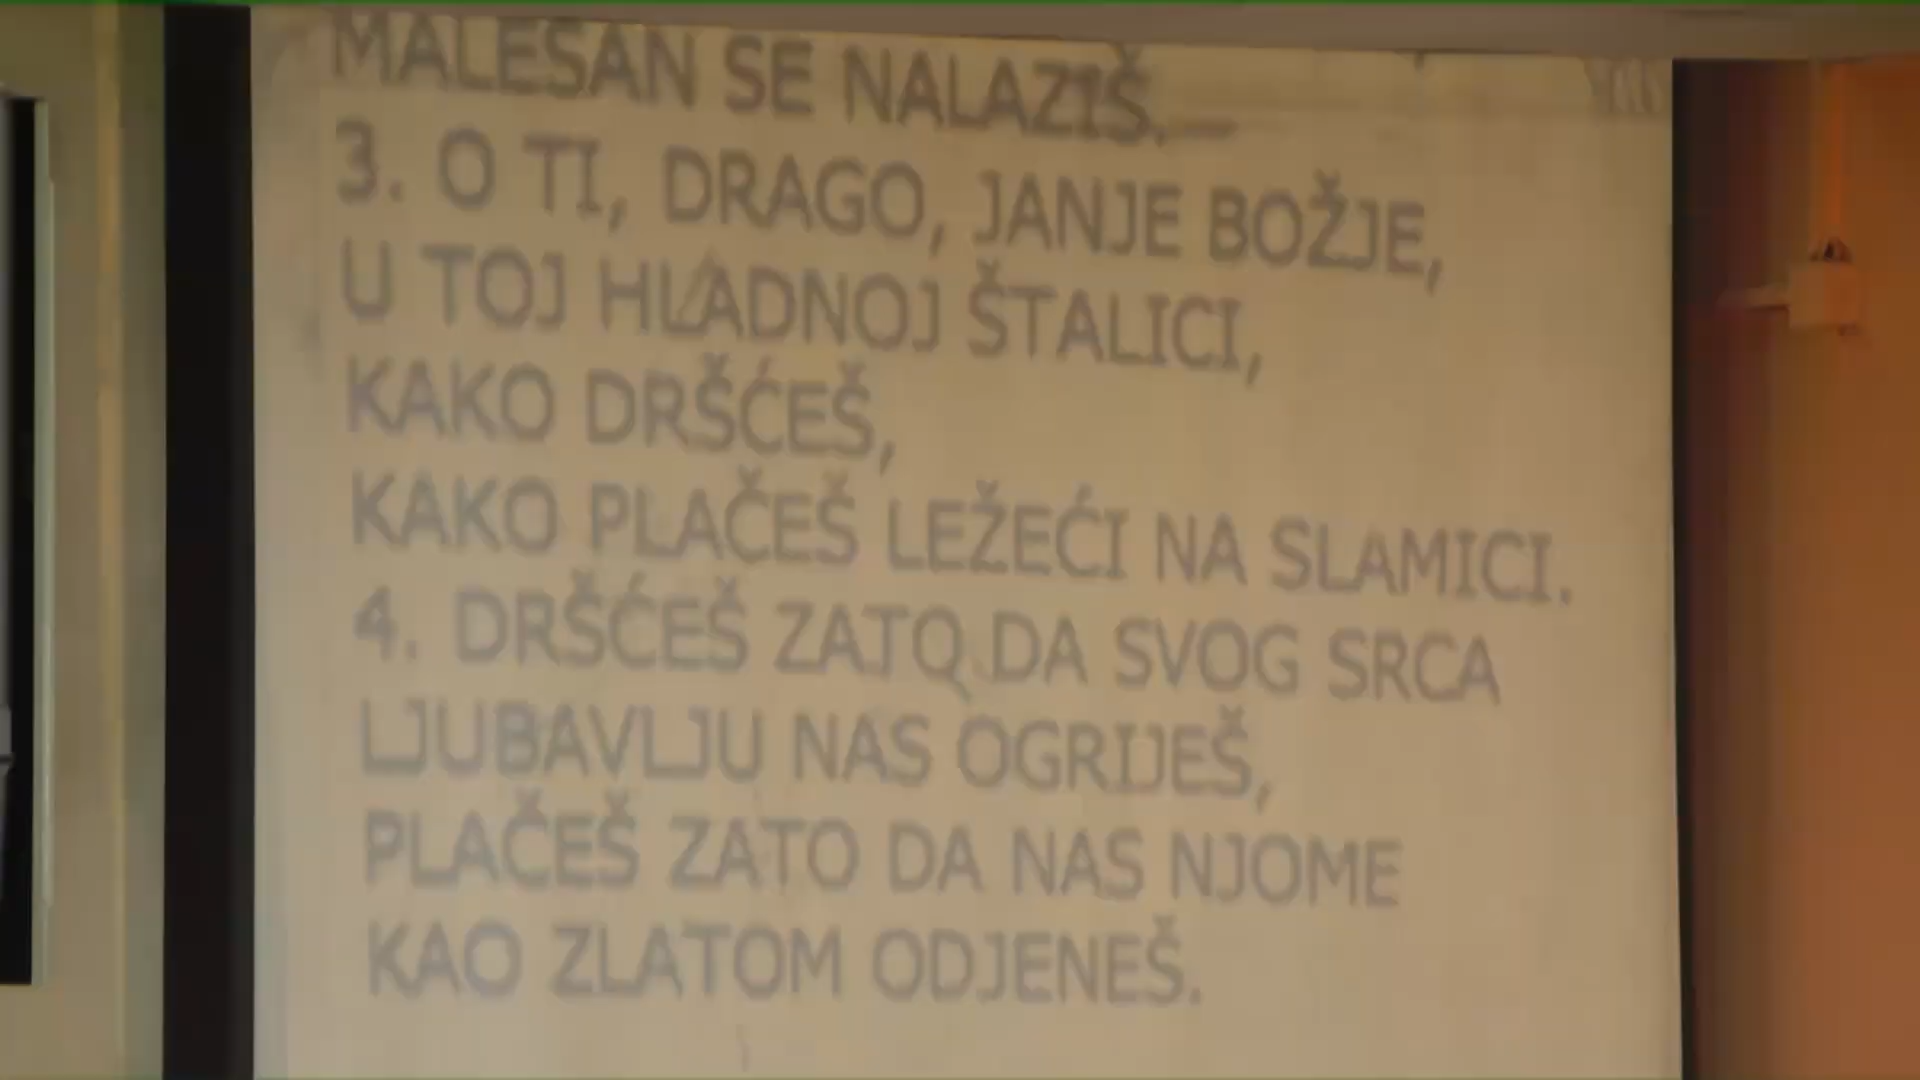 MALEŠAN SE NALAZIŠ.
3. O TI, DRAGO, JANJE BOŽJE,
U TOJ HLADNOJ ŠTALICI,
KAKO DRŠĆEŠ,
KAKO PLAČEŠ LEŽEĆI NA SLAMICI.
4. DRŠĆEŠ ZATO DA SVOG SRCA
LJUBAVLJU NAS OGRIJEŠ,
PLAČEŠ ZATO DA NAS NJOME
KAO ZLATOM ODJENEŠ.